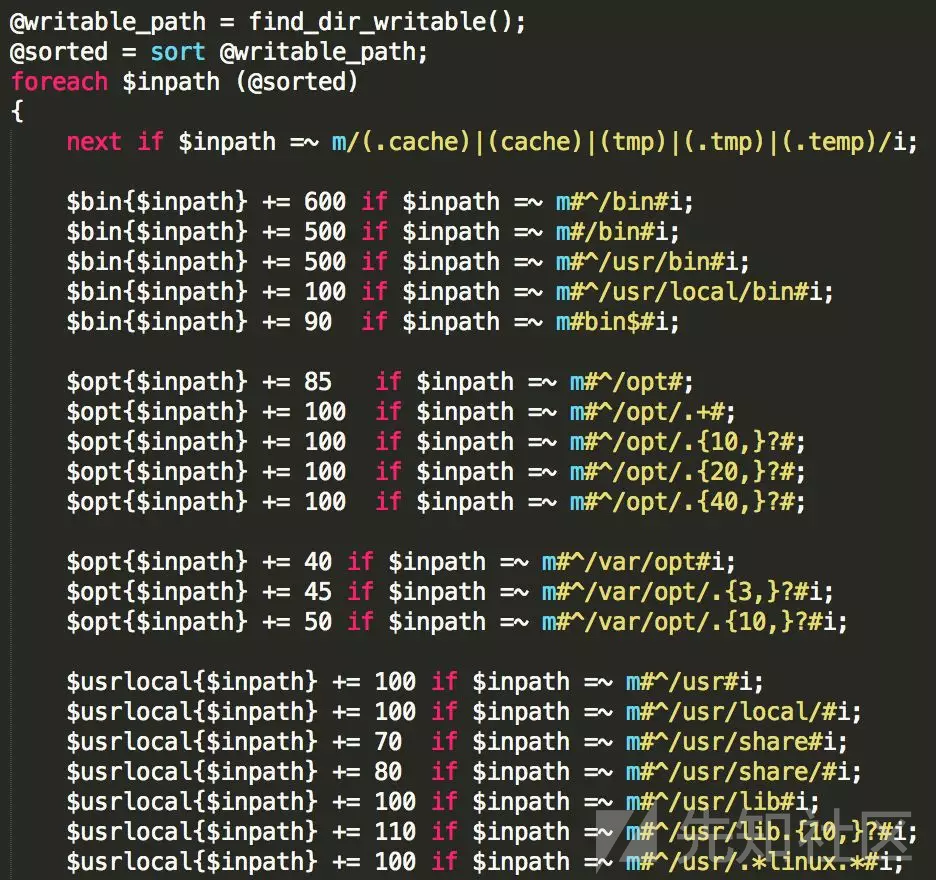 @writable_path = find_dir_writable();
@sorted = sort @writable_path;
foreach $inpath (@sorted)
{
next if $inpath =~ m/(.cache)|(cache)|(tmp)|(.tmp)|(.temp)/i;
$bin{$inpath} += 600 if $inpath =~ m#^/bin#i;
$bin{$inpath} += 500 if $inpath =~ m#/bin#i;
$bin{$inpath} += 500 if $inpath =~ m#^/usr/bin#i;
$bin{$inpath} += 100 if $inpath =~ m#^/usr/local/bin#i;
$bin{$inpath} += 90  if $inpath =~ m#bin$#i;
$opt{$inpath} += 85   if $inpath =~ m#^/opt#;
$opt{$inpath} += 100  if $inpath =~ m#^/opt/.+#;
$opt{$inpath} += 100  if $inpath =~ m#^/opt/.{10,}?#;
$opt{$inpath} += 100  if $inpath =~ m#^/opt/.{20,}?#;
$opt{$inpath} += 100  if $inpath =~ m#^/opt/.{40,}?#;
$opt{$inpath} += 40 if $inpath =~ m#^/var/opt#i;
$opt{$inpath} += 45 if $inpath =~ m#^/var/opt/.{3,}?#i;
$opt{$inpath} += 50 if $inpath =~ m#^/var/opt/.{10,}?#i;
$usrlocal{$inpath} += 100 if $inpath =~ m#^/usr#i;
$usrlocal{$inpath} += 100 if $inpath =~ m#^/usr/local/#i;
$usrlocal{$inpath} += 70  if $inpath =~ m#^/usr/share#i;
$usrlocal{$inpath} += 80  if $inpath =~ m#^/usr/share/#i;
$usrlocal{$inpath} += 100 if $inpath =~ m#^/usr/lib#i;
$usrlocal{$inpath} += 110 if $inpath =~ m#^/usr/lib.{10,}?#i;
$usrlocal{$inpath} += 100 if $inpath =~ m#^/usr/.*linux.*#i;
先知社区